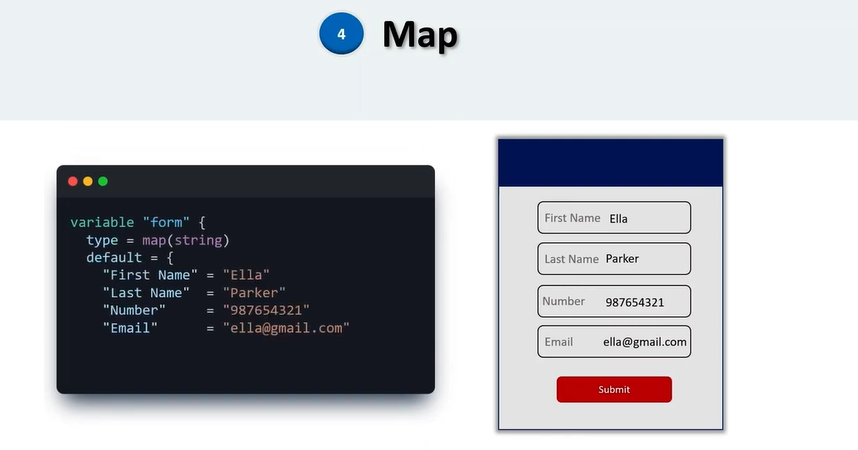 4 Map
variable "form" {
  type = map(string)
  default = {
    "First Name" = "Ella"
    "Last Name"  = "Parker"
    "Number"     = "987654321"
    "Email"      = "ella@gmail.com"
First Name Ella
Last Name Parker
Number 987654321
Email ella@gmail.com
Submit